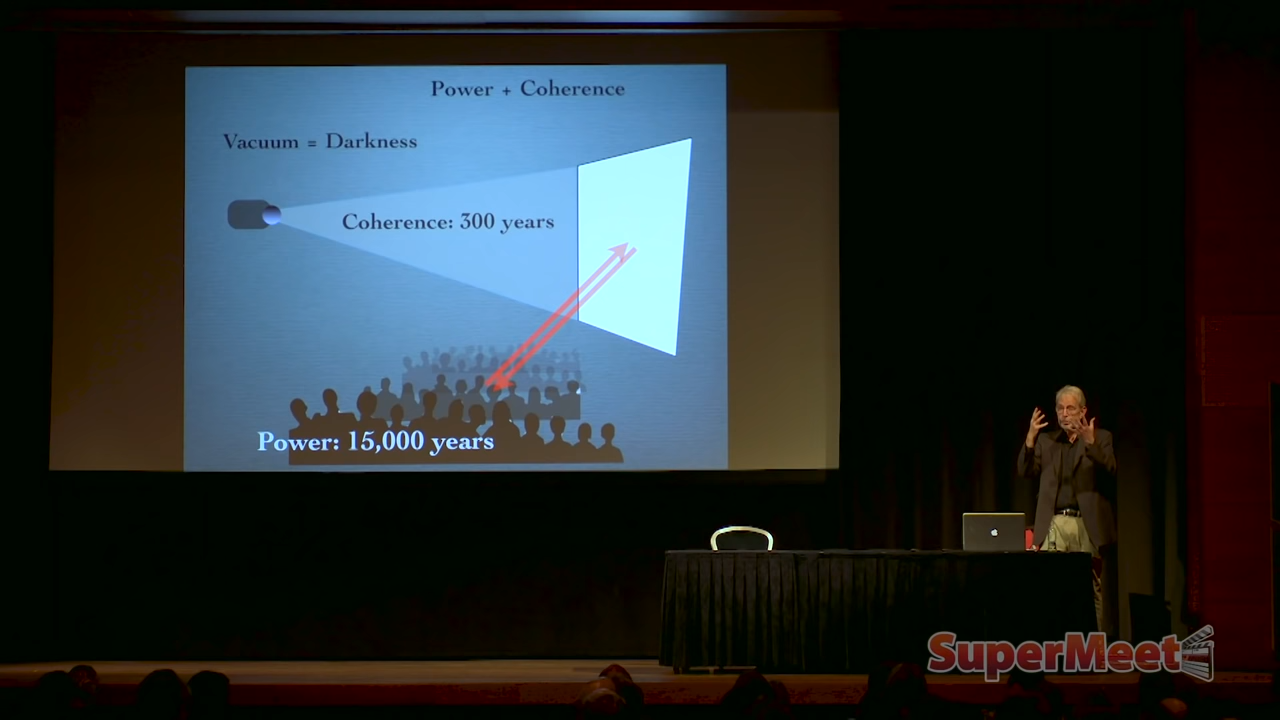 Power + Coherence
Vacuum = Darkness
Coherence: 300 years
Power: 15,000 years
SuperMeet